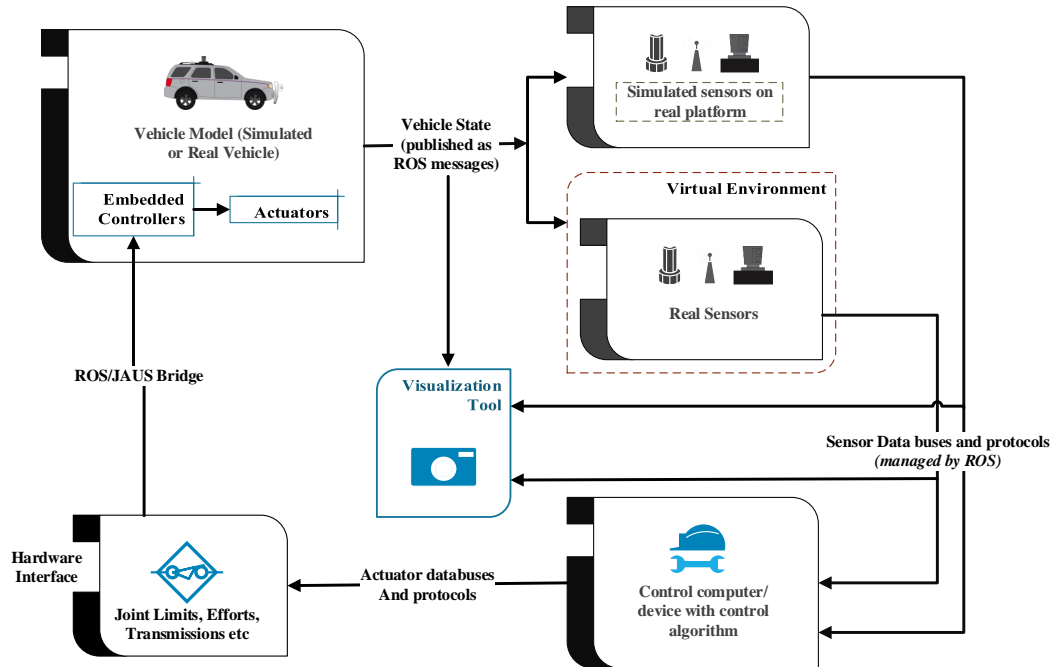 Vehicle Model (Simulated
or Real Vehicle)
Embedded
Controllers
Actuators
Vehicle State
(published as
ROS messages)
Simulated sensors on
real platform
Virtual Environment
Real Sensors
ROS/JAUS Bridge
Visualization
Tool
Sensor Data buses and protocols
(managed by ROS)
Hardware
Interface
Joint Limits, Efforts,
Transmissions etc
Actuator databuses
And protocols
Control computer/
device with control
algorithm